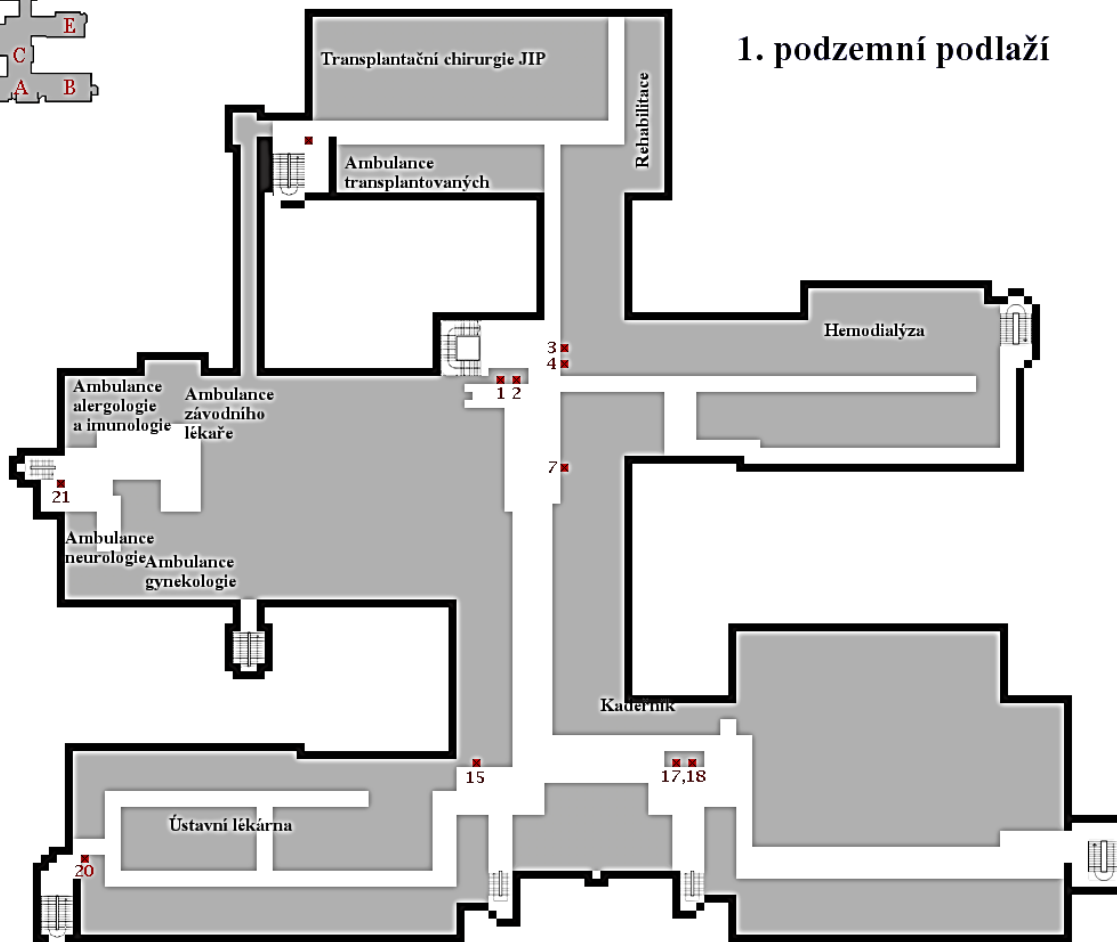 E
C
A B
1. podzemní podlaží
Transplantační chirurgie JIP
Rehabilitace
Ambulance
transplantovaných
Hemodialýza
3
4
1 2
Ambulance
alergologie
a imunologie
Ambulance
závodního
lékaře
7
21
Ambulance
neurologie
Ambulance
gynekologie
Kadeřník
15
17,18
Ústavní lékárna
20